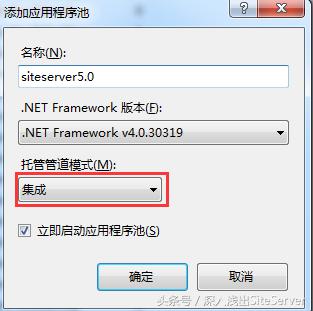 添加应用程序池
名称(N):
siteserver5.0
.NET Framework 版本(F):
.NET Framework v4.0.30319
托管管道模式(M):
集成
立即启动应用程序池(S)
确定
取消
头条号/深入浅出SiteServer